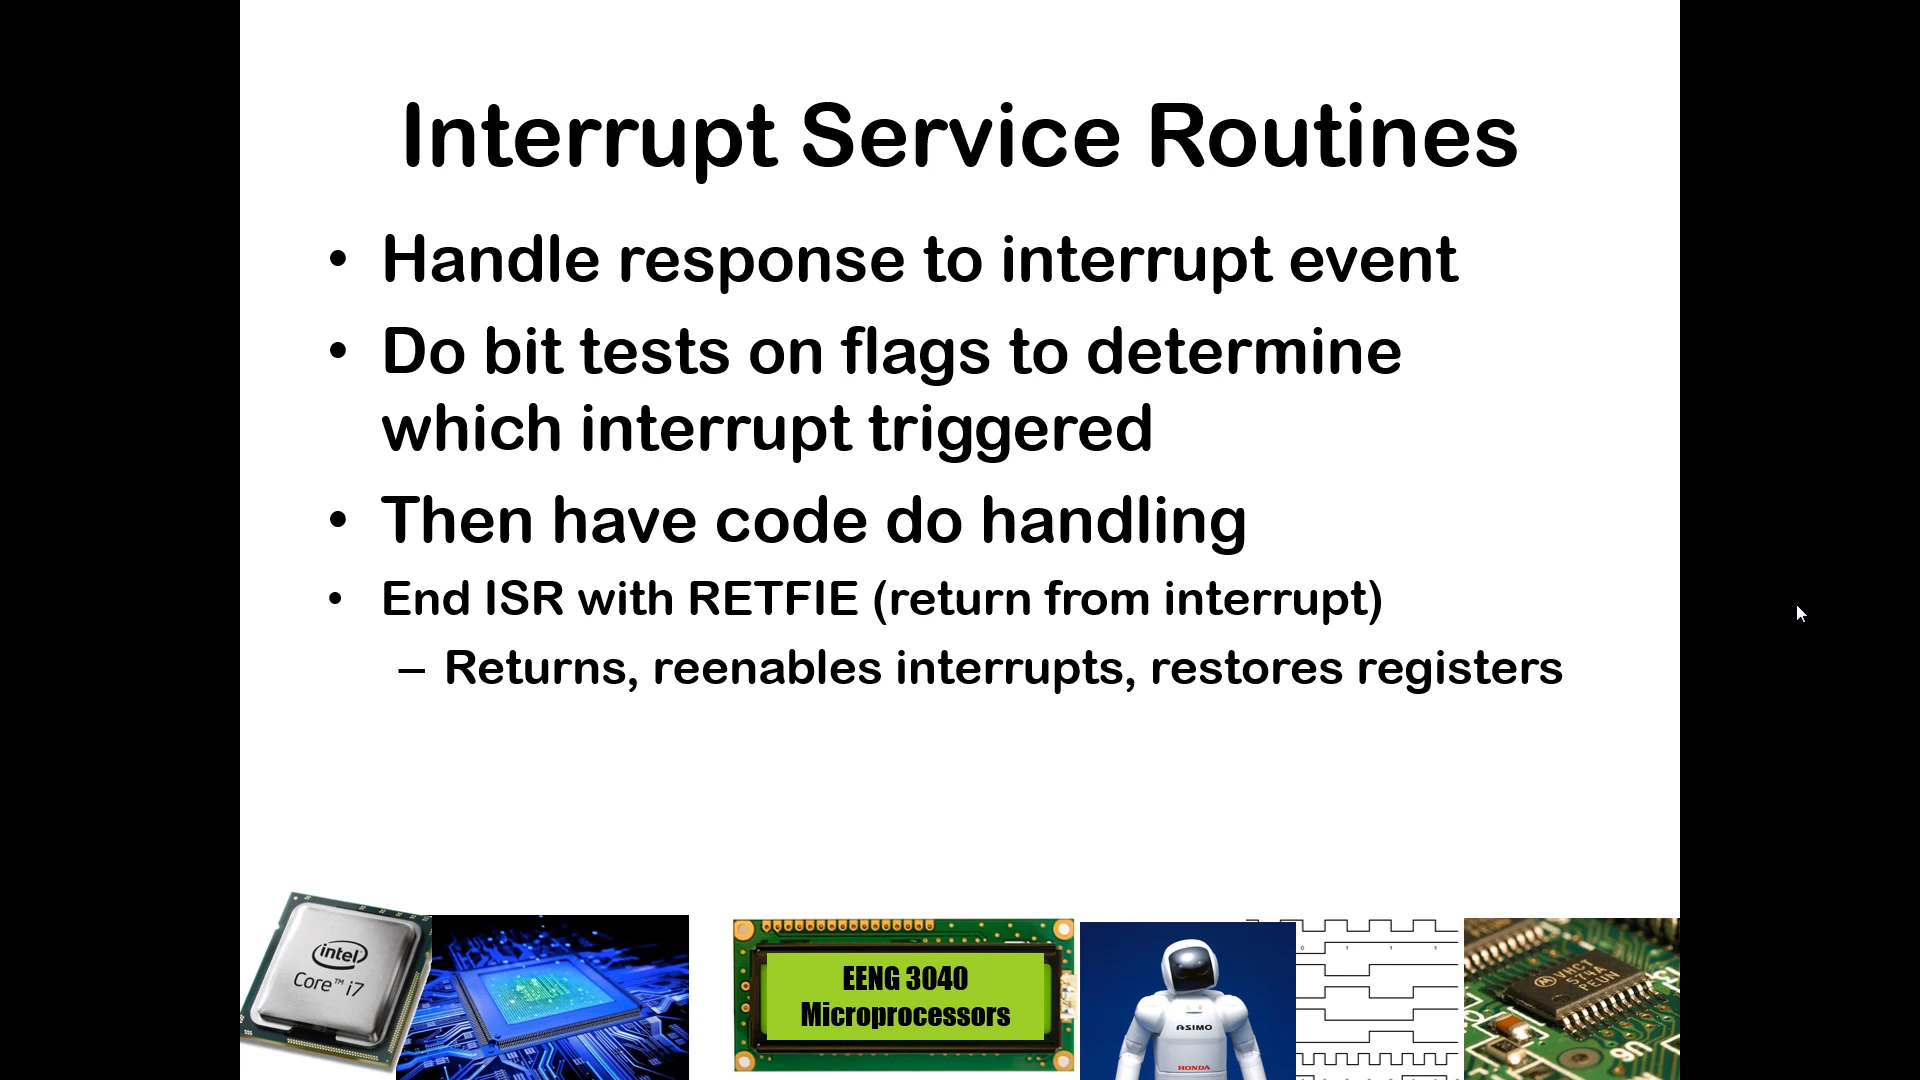 Interrupt Service Routines
• Handle response to interrupt event
• Do bit tests on flags to determine
which interrupt triggered
• Then have code do handling
• End ISR with RETFIE (return from interrupt)
– Returns, reenables interrupts, restores registers
intel
Core™ i7
EENG 3040
Microprocessors
ASIMO
HONDA
VHCT
574A